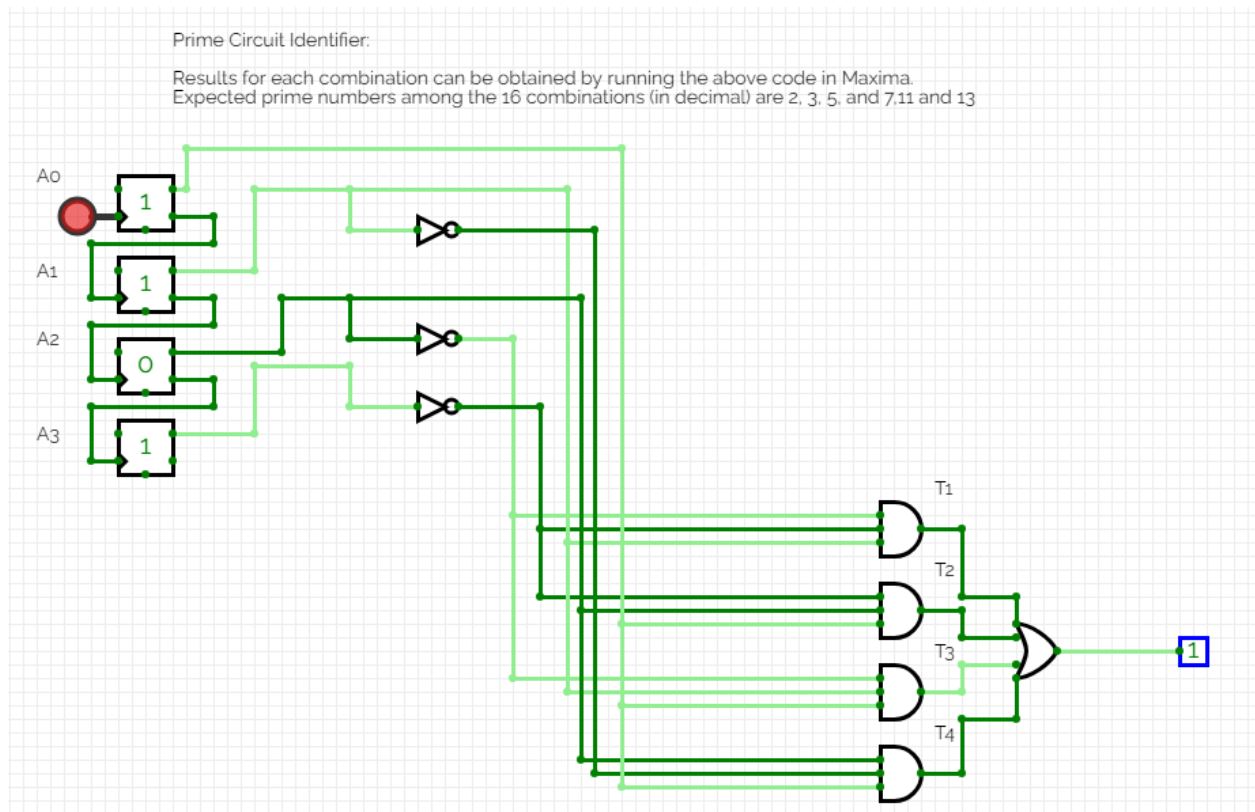 Prime Circuit Identifier:
Results for each combination can be obtained by running the above code in Maxima.
Expected prime numbers among the 16 combinations (in decimal) are 2, 3, 5, and 7,11 and 13
A0
1
A1
1
A2
0
A3
1
T1
T2
T3
1
T4